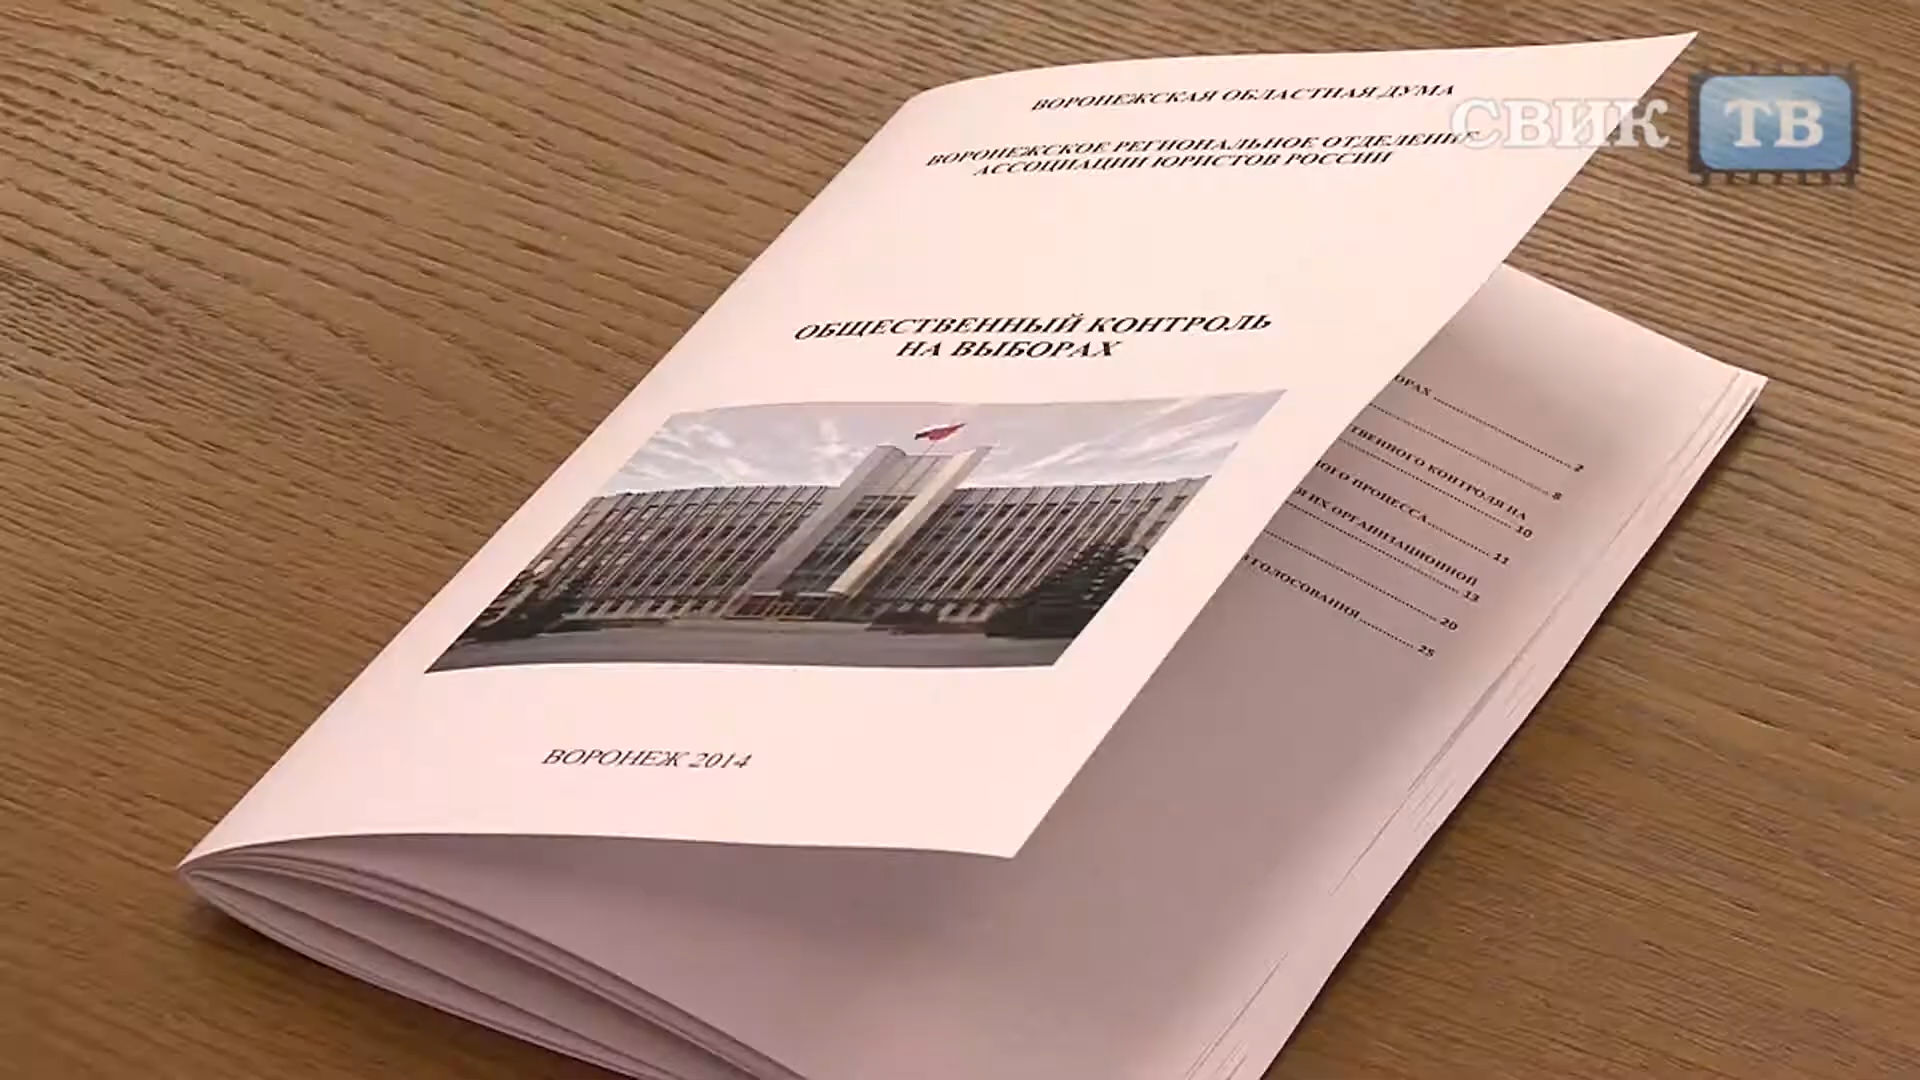 ВОРОНЕЖСКАЯ ОБЛАСТНАЯ ДУМА
СВИК ТВ
ВОРОНЕЖСКОЕ РЕГИОНАЛЬНОЕ ОТДЕЛЕНИЕ
АССОЦИАЦИИ ЮРИСТОВ РОССИИ
ОБЩЕСТВЕННЫЙ КОНТРОЛЬ
НА ВЫБОРАХ
ВОРОНЕЖ 2014
ОРАХ 2
8
ТВЕННОГО КОНТРОЛЯ НА
10
НОГО ПРОЦЕССА 11
Я ИХ ОРГАНИЗАЦИОННОЙ
13
20
ГОЛОСОВАНИЯ 25